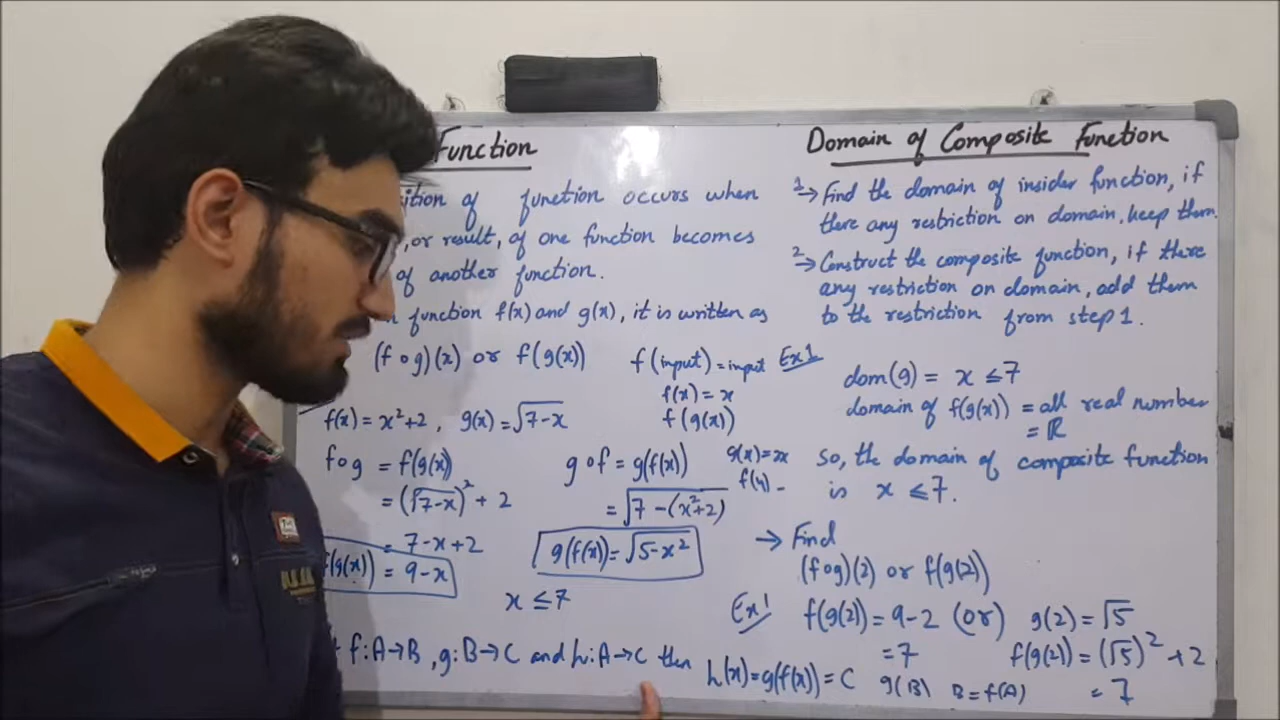 Function
ition of function occurs when
, or result, of one function becomes
of another function.
function f(x) and g(x), it is written as
(f o g)(x) or f(g(x))
f(input) = input
f(x) = x
f(g(x))
f(x) = x²+2, g(x) = √7-x
f o g = f(g(x))
= (√7-x)² + 2
= 7-x+2
f(g(x)) = 9-x
g o f = g(f(x))
= √7-(x²+2)
g(f(x)) = √5-x²
x ≤ 7
g(x)=
f(4) -
f:A→B, g:B→C and h:A→C then
h(x)=g(f(x))=C g(B) B=f(A)
Domain of Composite Function
1→ Find the domain of insider function, if
there any restriction on domain, keep them.
2→ Construct the composite function, if there
any restriction on domain, add them
to the restriction from step 1.
Ex1
dom(g) = x ≤ 7
domain of f(g(x)) = all real number
= ℝ
so, the domain of composite function
is x ≤ 7.
→ Find
(f o g)(2) or f(g(2))
Ex1
f(g(2)) = 9-2 (or) g(2) = √5
= 7 f(g(2)) = (√5)² + 2
= 7